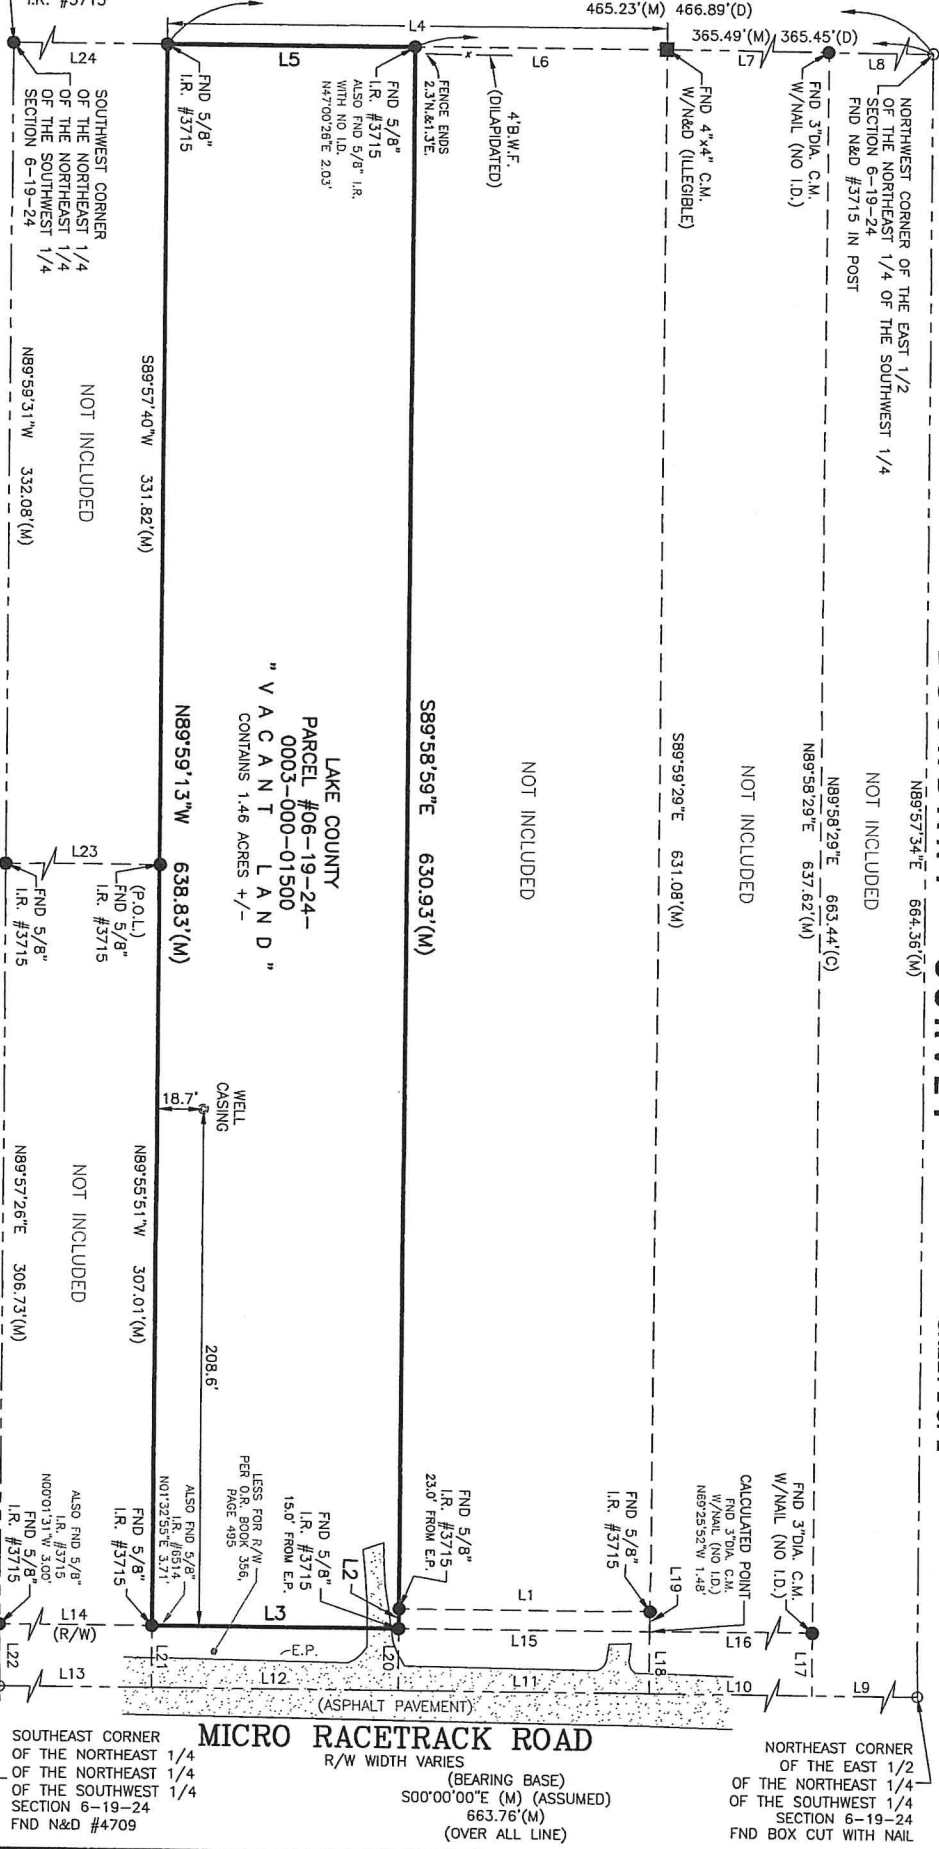 I.R. #3715
465.23'(M) 466.89'(D)
L4
365.49'(M) 365.45'(D)
L24
L5
L6
L7
L8
SOUTHWEST CORNER
OF THE NORTHEAST 1/4
OF THE NORTHEAST 1/4
OF THE SOUTHWEST 1/4
SECTION 6-19-24
FND 5/8"
I.R. #3715
FND 5/8"
I.R. #3715
ALSO FND 5/8" I.R.
WITH NO I.D.
N47°00'26"E 2.03'
FENCE ENDS
2.3'N.&1.3'E.
4'B.W.F.
(DILAPIDATED)
x
FND 4"x4" C.M.
W/N&D (ILLEGIBLE)
FND 3"DIA. C.M.
W/NAIL (NO I.D.)
NORTHWEST CORNER OF THE EAST 1/2
OF THE NORTHEAST 1/4 OF THE SOUTHWEST 1/4
SECTION 6-19-24
FND N&D #3715 IN POST
N89°57'34"E 664.36'(M)
NOT INCLUDED
N89°58'29"E 663.44'(C)
N89°58'29"E 637.62'(M)
NOT INCLUDED
S89°59'29"E 631.08'(M)
NOT INCLUDED
S89°58'59"E 630.93'(M)
LAKE COUNTY
PARCEL #06-19-24-
0003-000-01500
" V A C A N T L A N D "
CONTAINS 1.46 ACRES +/-
N89°59'13"W 638.83'(M)
S89°57'40"W 331.82'(M)
NOT INCLUDED
N89°59'31"W 332.08'(M)
L23
(P.O.L.)
FND 5/8"
I.R. #3715
FND 5/8"
I.R. #3715
WELL
CASING
18.7'
208.6'
N89°55'51"W 307.01'(M)
NOT INCLUDED
N89°57'26"E 306.73'(M)
FND 3"DIA. C.M.
W/NAIL (NO I.D.)
CALCULATED POINT
FND 3"DIA. C.M.
W/NAIL (NO I.D.)
N69°25'52"W 1.48'
FND 5/8"
I.R. #3715
FND 5/8"
I.R. #3715
23.0' FROM E.P.
FND 5/8"
I.R. #3715
15.0' FROM E.P.
LESS FOR R/W
PER O.R. BOOK 356,
PAGE 495
ALSO FND 5/8"
I.R. #6514
N01°32'55"E 3.71'
FND 5/8"
I.R. #3715
ALSO FND 5/8"
I.R. #3715
N00°01'31"W 3.00'
FND 5/8"
I.R. #3715
L1
L2
L3
L19
L14
(R/W)
L15
L16
L17
L18
L20
L21
L22
E.P.
L13
L12
L11
L10
L9
(ASPHALT PAVEMENT)
MICRO RACETRACK ROAD
R/W WIDTH VARIES
(BEARING BASE)
S00°00'00"E (M) (ASSUMED)
663.76'(M)
(OVER ALL LINE)
SOUTHEAST CORNER
OF THE NORTHEAST 1/4
OF THE NORTHEAST 1/4
OF THE SOUTHWEST 1/4
SECTION 6-19-24
FND N&D #4709
NORTHEAST CORNER
OF THE EAST 1/2
OF THE NORTHEAST 1/4
OF THE SOUTHWEST 1/4
SECTION 6-19-24
FND BOX CUT WITH NAIL